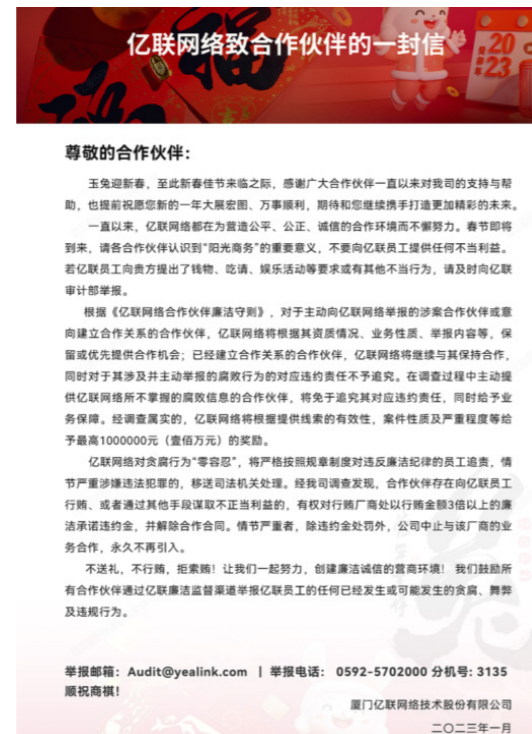 亿联网络致合作伙伴的一封信
2023
癸卯年
尊敬的合作伙伴：
玉兔迎新春，至此新春佳节来临之际，感谢广大合作伙伴一直以来对我司的支持与帮
助，也提前祝愿您新的一年大展宏图、万事顺利，期待和您继续携手打造更加精彩的未来。
一直以来，亿联网络都在为营造公平、公正、诚信的合作环境而不懈努力。春节即将
到来，请各合作伙伴认识到“阳光商务”的重要意义，不要向亿联员工提供任何不当利益。
若亿联员工向贵方提出了钱物、吃请、娱乐活动等要求或有其他不当行为，请及时向亿联
审计部举报。
根据《亿联网络合作伙伴廉洁守则》，对于主动向亿联网络举报的涉案合作伙伴或意
向建立合作关系的合作伙伴，亿联网络将根据其资质情况、业务性质、举报内容等，保
留或优先提供合作机会；已经建立合作关系的合作伙伴，亿联网络将继续与其保持合作，
同时对于其涉及并主动举报的腐败行为的对应违约责任不予追究。在调查过程中主动提
供亿联网络所不掌握的腐败信息的合作伙伴，将免于追究其对应违约责任，同时给予业
务保障。经调查属实的，亿联网络将根据提供线索的有效性，案件性质及严重程度等给
予最高1000000元（壹佰万元）的奖励。
亿联网络对贪腐行为“零容忍”，将严格按照规章制度对违反廉洁纪律的员工追责，情
节严重涉嫌违法犯罪的，移送司法机关处理。经我司调查发现，合作伙伴存在向亿联员工
行贿、或者通过其他手段谋取不正当利益的，有权对行贿厂商处以行贿金额3倍以上的廉
洁承诺违约金，并解除合作合同。情节严重者，除违约金处罚外，公司中止与该厂商的业
务合作，永久不再引入。
不送礼，不行贿，拒索贿！让我们一起努力，创建廉洁诚信的营商环境！ 我们鼓励所
有合作伙伴通过亿联廉洁监督渠道举报亿联员工的任何已经发生或可能发生的贪腐、舞弊
及违规行为。
举报邮箱：Audit@yealink.com | 举报电话： 0592-5702000 分机号: 3135
顺祝商祺！
厦门亿联网络技术股份有限公司
二〇二三年一月